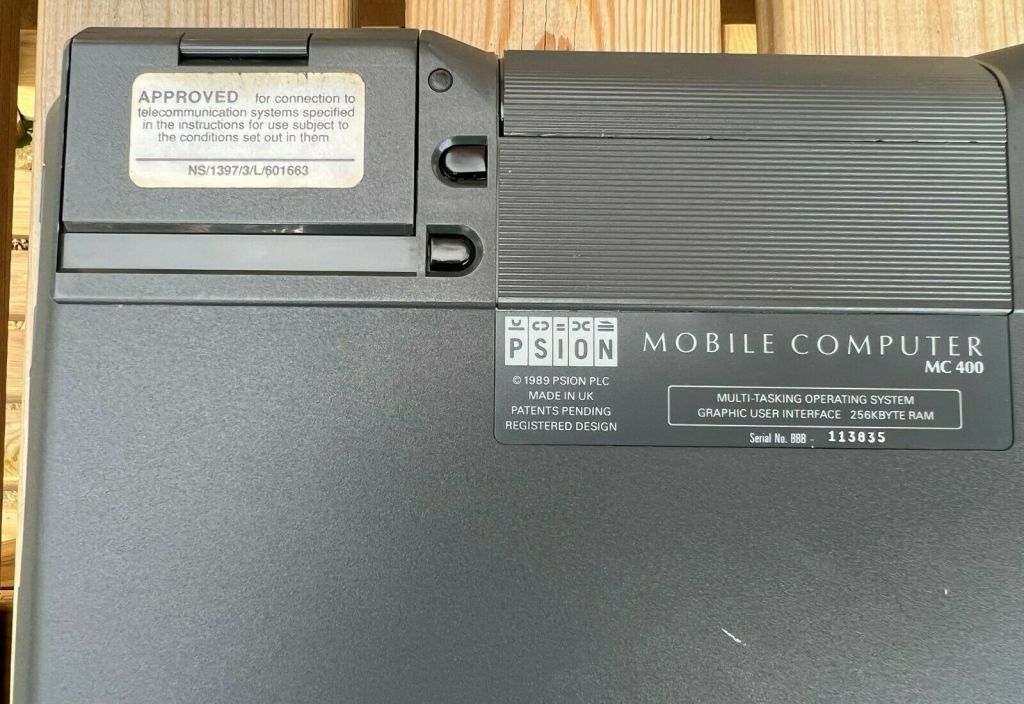 APPROVED for connection to
telecommunication systems specified
in the instructions for use subject to
the conditions set out in them
NS/1397/3/L/601663
PSION
MOBILE COMPUTER
MC 400
© 1989 PSION PLC
MADE IN UK
PATENTS PENDING
REGISTERED DESIGN
MULTI-TASKING OPERATING SYSTEM
GRAPHIC USER INTERFACE 256KBYTE RAM
Serial No. BBB - 113835